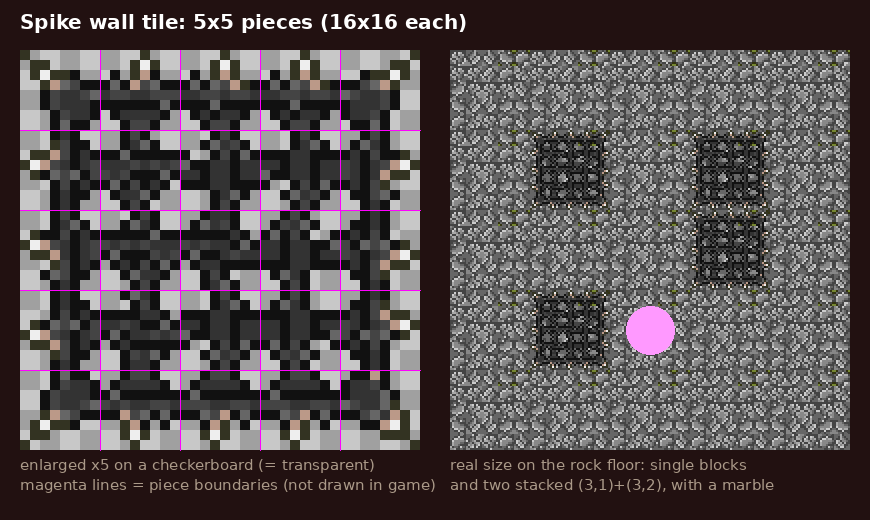 Spike wall tile: 5x5 pieces (16x16 each)
enlarged x5 on a checkerboard (= transparent)
magenta lines = piece boundaries (not drawn in game)
real size on the rock floor: single blocks
and two stacked (3,1)+(3,2), with a marble